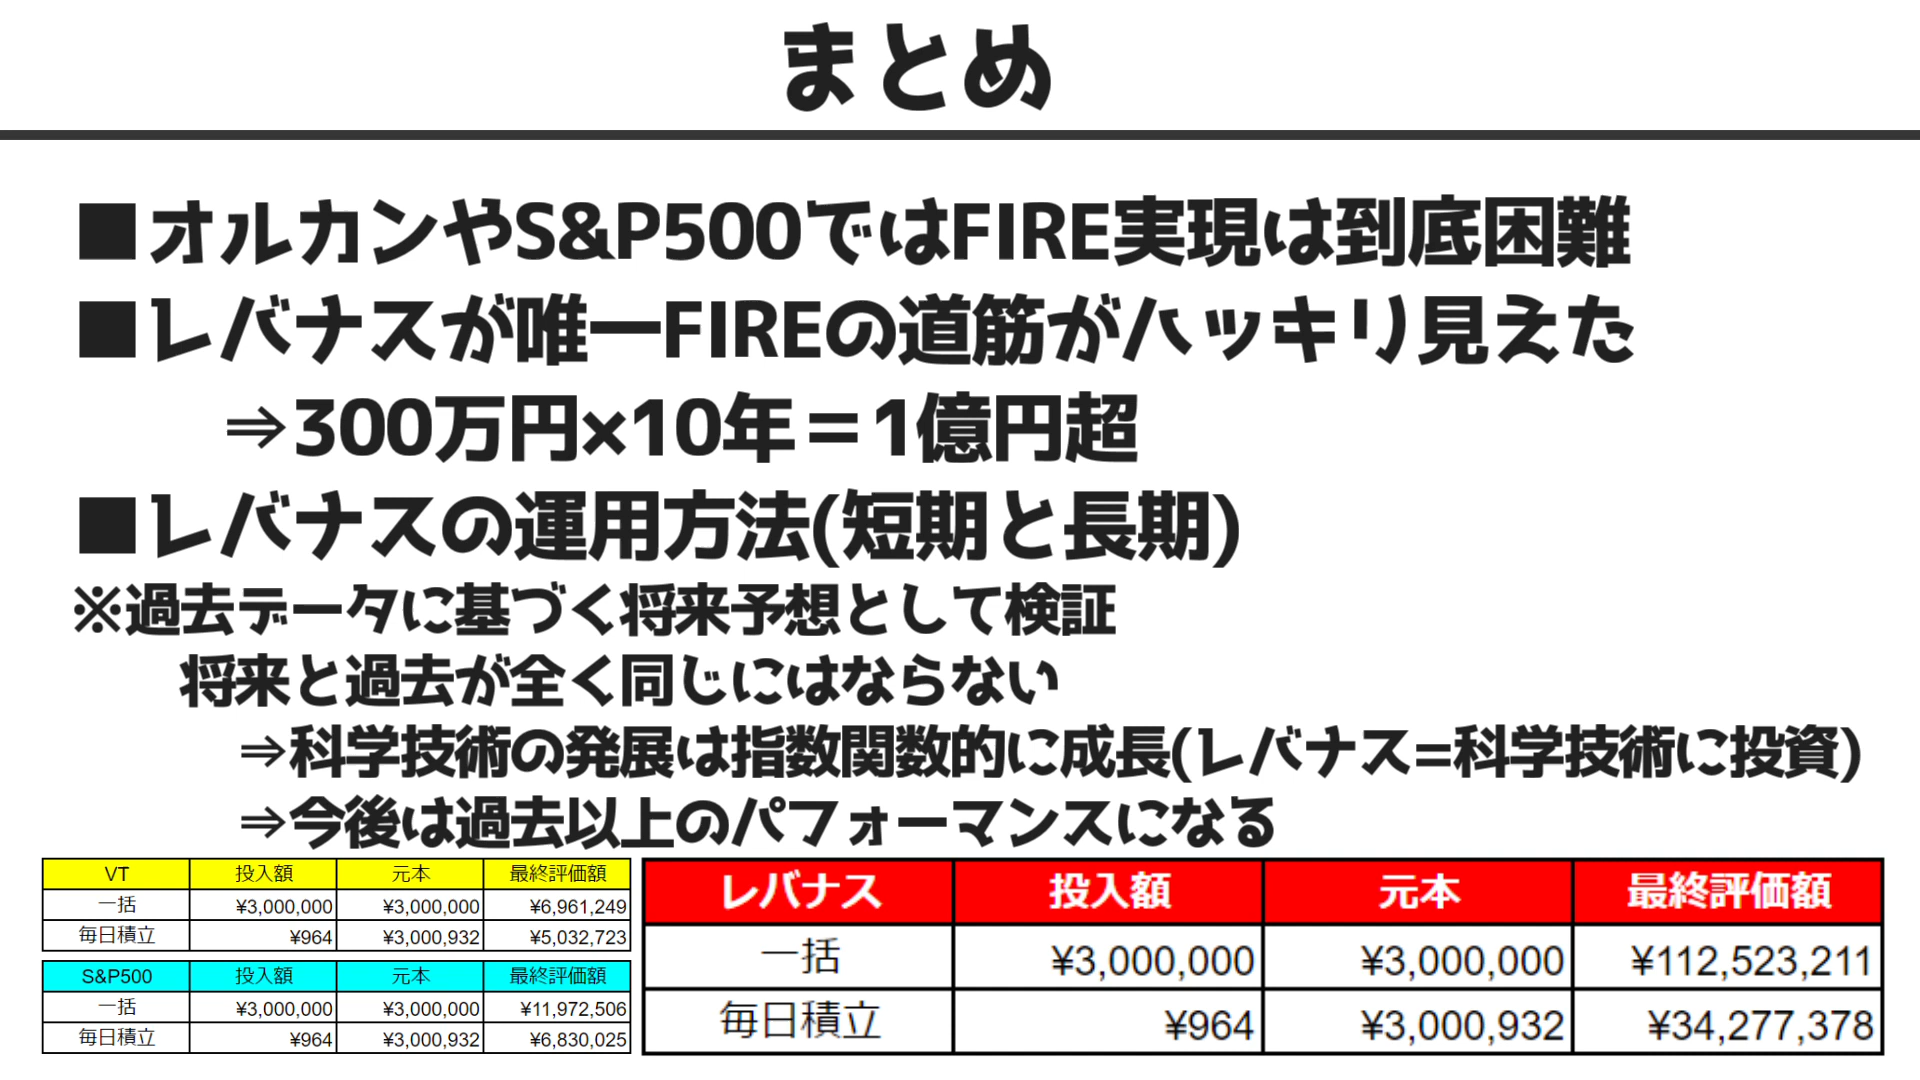 まとめ
■オルカンやS&P500ではFIRE実現は到底困難
■レバナスが唯一FIREの道筋がハッキリ見えた
⇒300万円×10年＝1億円超
■レバナスの運用方法(短期と長期)
※過去データに基づく将来予想として検証
将来と過去が全く同じにはならない
⇒科学技術の発展は指数関数的に成長(レバナス=科学技術に投資)
⇒今後は過去以上のパフォーマンスになる
VT 投入額 元本 最終評価額
一括 ¥3,000,000 ¥3,000,000 ¥6,961,249
毎日積立 ¥964 ¥3,000,932 ¥5,032,723
S&P500 投入額 元本 最終評価額
一括 ¥3,000,000 ¥3,000,000 ¥11,972,506
毎日積立 ¥964 ¥3,000,932 ¥6,830,025
レバナス 投入額 元本 最終評価額
一括 ¥3,000,000 ¥3,000,000 ¥112,523,211
毎日積立 ¥964 ¥3,000,932 ¥34,277,378